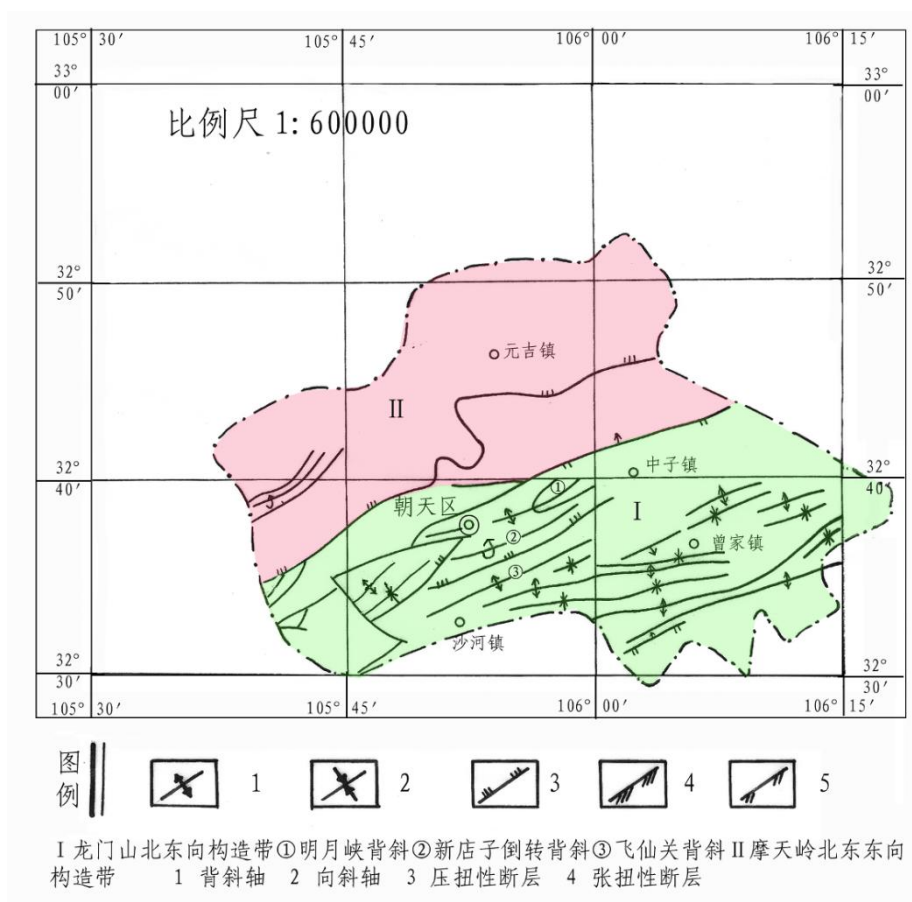 105° 30′ 105° 45′ 106° 00′ 106° 15′
33° 00′ 33° 00′
比例尺 1: 600000
32° 50′ 32° 50′
元吉镇
Ⅱ
中子镇
32° 40′ 32° 40′
①
朝天区
Ⅰ
②
曾家镇
③
沙河镇
32° 30′ 32° 30′
105° 30′ 105° 45′ 106° 00′ 106° 15′
图例
1 2 3 4 5
Ⅰ龙门山北东向构造带①明月峡背斜②新店子倒转背斜③飞仙关背斜Ⅱ摩天岭北东东向
构造带 1 背斜轴 2 向斜轴 3 压扭性断层 4 张扭性断层